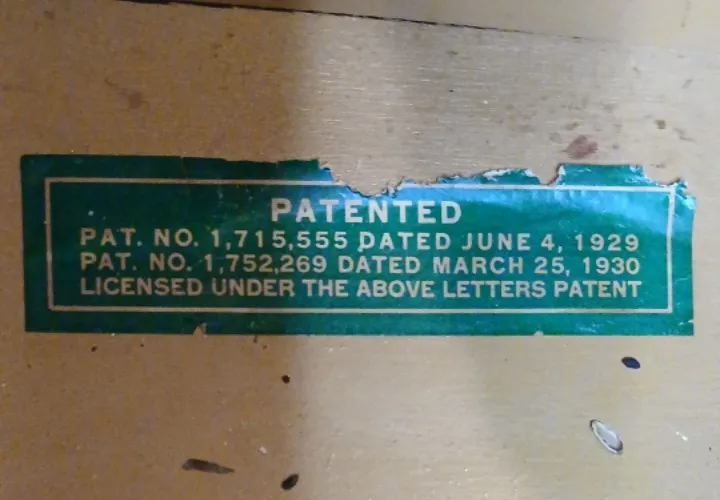 PATENTED
PAT. NO. 1,715,555 DATED JUNE 4, 1929
PAT. NO. 1,752,269 DATED MARCH 25, 1930
LICENSED UNDER THE ABOVE LETTERS PATENT